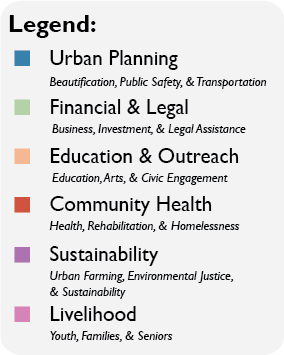 Legend:
Urban Planning
Beautification, Public Safety, & Transportation
Financial & Legal
Business, Investment, & Legal Assistance
Education & Outreach
Education, Arts, & Civic Engagement
Community Health
Health, Rehabilitation, & Homelessness
Sustainability
Urban Farming, Environmental Justice,
& Sustainability
Livelihood
Youth, Families, & Seniors